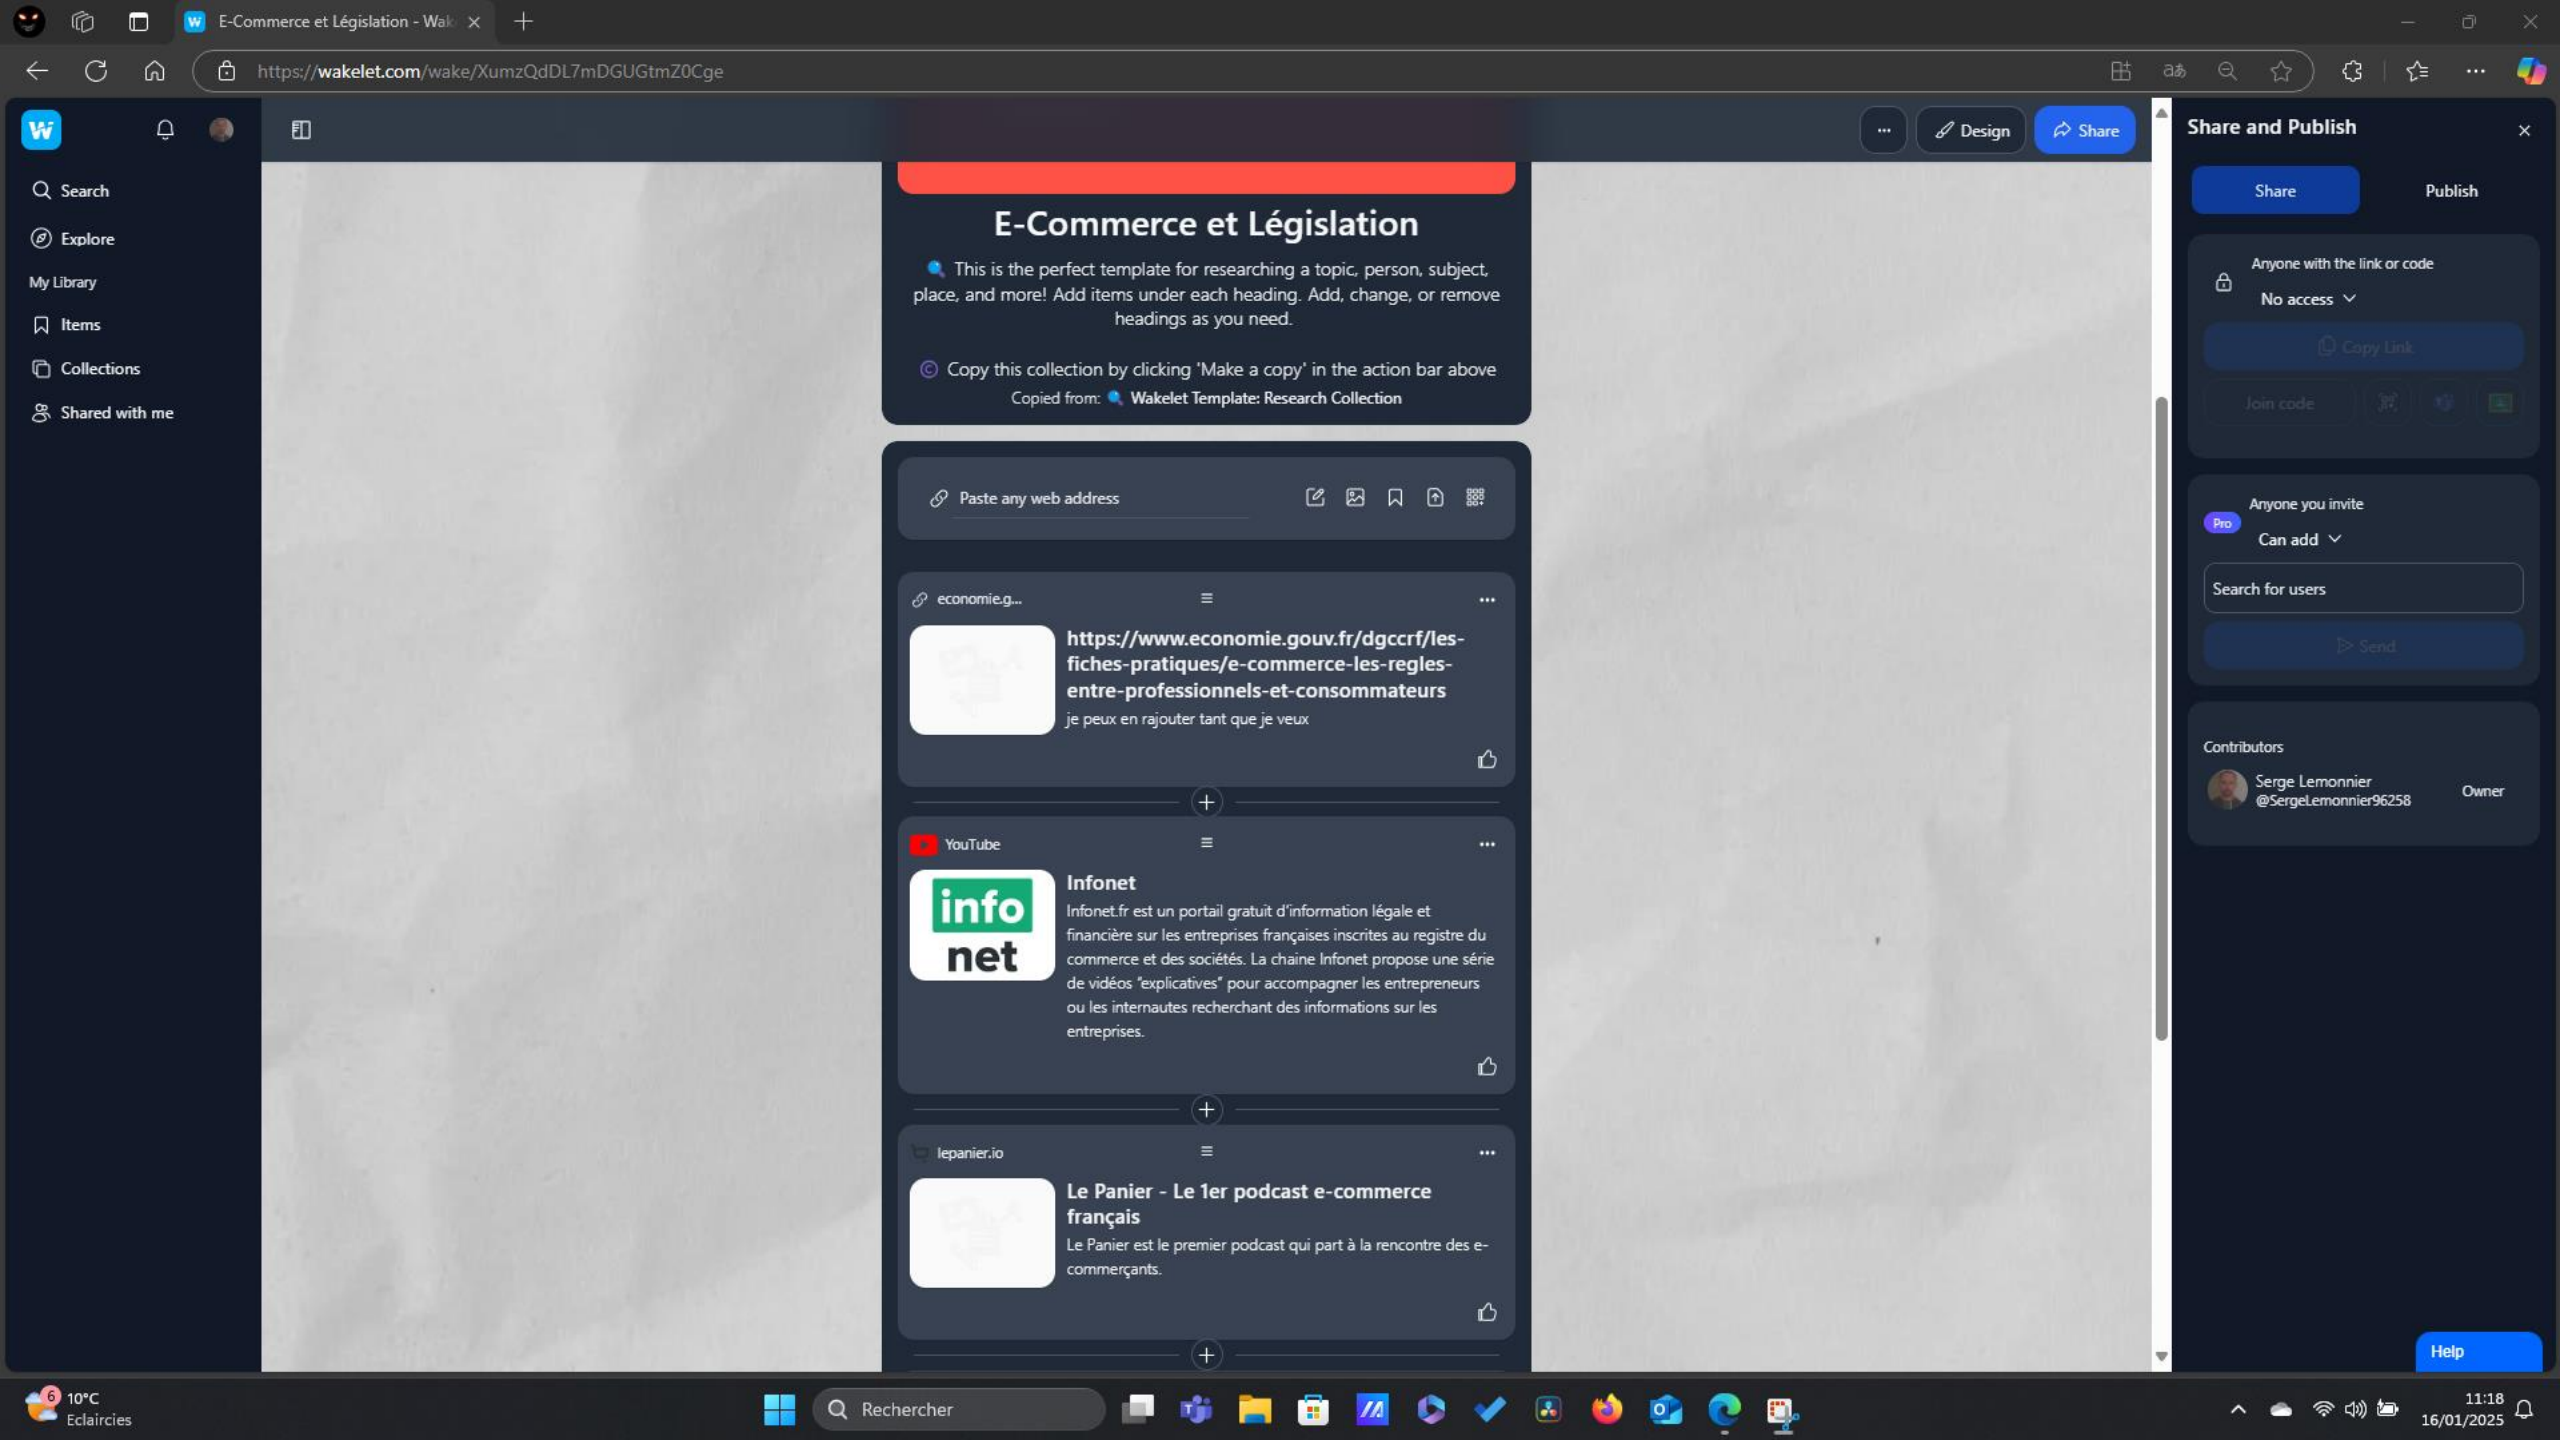 E-Commerce et Législation - Wak
https://wakelet.com/wake/XumzQdDL7mDGUGtmZ0Cge
Search
Explore
My Library
Items
Collections
Shared with me
Design
Share
E-Commerce et Législation
This is the perfect template for researching a topic, person, subject,
place, and more! Add items under each heading. Add, change, or remove
headings as you need.
Copy this collection by clicking 'Make a copy' in the action bar above
Copied from: Wakelet Template: Research Collection
Paste any web address
economie.g...
https://www.economie.gouv.fr/dgccrf/les-
fiches-pratiques/e-commerce-les-regles-
entre-professionnels-et-consommateurs
je peux en rajouter tant que je veux
YouTube
info
net
Infonet
Infonet.fr est un portail gratuit d'information légale et
financière sur les entreprises françaises inscrites au registre du
commerce et des sociétés. La chaine Infonet propose une série
de vidéos "explicatives" pour accompagner les entrepreneurs
ou les internautes recherchant des informations sur les
entreprises.
lepanier.io
Le Panier - Le 1er podcast e-commerce
français
Le Panier est le premier podcast qui part à la rencontre des e-
commerçants.
Share and Publish
Share
Publish
Anyone with the link or code
No access
Copy Link
Join code
Anyone you invite
Pro
Can add
Search for users
Send
Contributors
Serge Lemonnier
@SergeLemonnier96258
Owner
Help
6
10°C
Eclaircies
Rechercher
11:18
16/01/2025